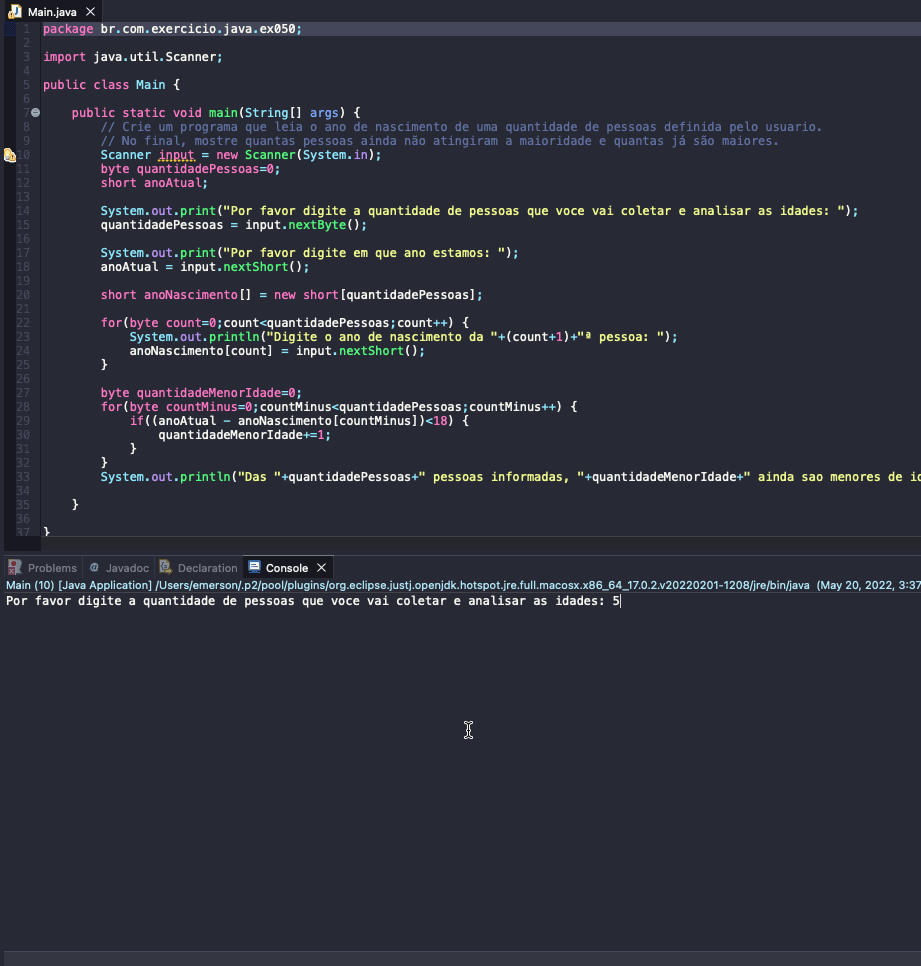 Main.java
1 package br.com.exercicio.java.ex050;
2
3 import java.util.Scanner;
4
5 public class Main {
6
7 public static void main(String[] args) {
8 // Crie um programa que leia o ano de nascimento de uma quantidade de pessoas definida pelo usuario.
9 // No final, mostre quantas pessoas ainda não atingiram a maioridade e quantas já são maiores.
10 Scanner input = new Scanner(System.in);
11 byte quantidadePessoas=0;
12 short anoAtual;
13
14 System.out.print("Por favor digite a quantidade de pessoas que voce vai coletar e analisar as idades: ");
15 quantidadePessoas = input.nextByte();
16
17 System.out.print("Por favor digite em que ano estamos: ");
18 anoAtual = input.nextShort();
19
20 short anoNascimento[] = new short[quantidadePessoas];
21
22 for(byte count=0;count<quantidadePessoas;count++) {
23 System.out.println("Digite o ano de nascimento da "+(count+1)+"ª pessoa: ");
24 anoNascimento[count] = input.nextShort();
25 }
26
27 byte quantidadeMenorIdade=0;
28 for(byte countMinus=0;countMinus<quantidadePessoas;countMinus++) {
29 if((anoAtual - anoNascimento[countMinus])<18) {
30 quantidadeMenorIdade+=1;
31 }
32 }
33 System.out.println("Das "+quantidadePessoas+" pessoas informadas, "+quantidadeMenorIdade+" ainda sao menores de
34
35 }
36
37 }
Problems @ Javadoc Declaration Console
Main (10) [Java Application] /Users/emerson/.p2/pool/plugins/org.eclipse.justj.openjdk.hotspot.jre.full.macosx.x86_64_17.0.2.v20220201-1208/jre/bin/java (May 20, 2022, 3:37
Por favor digite a quantidade de pessoas que voce vai coletar e analisar as idades: 5